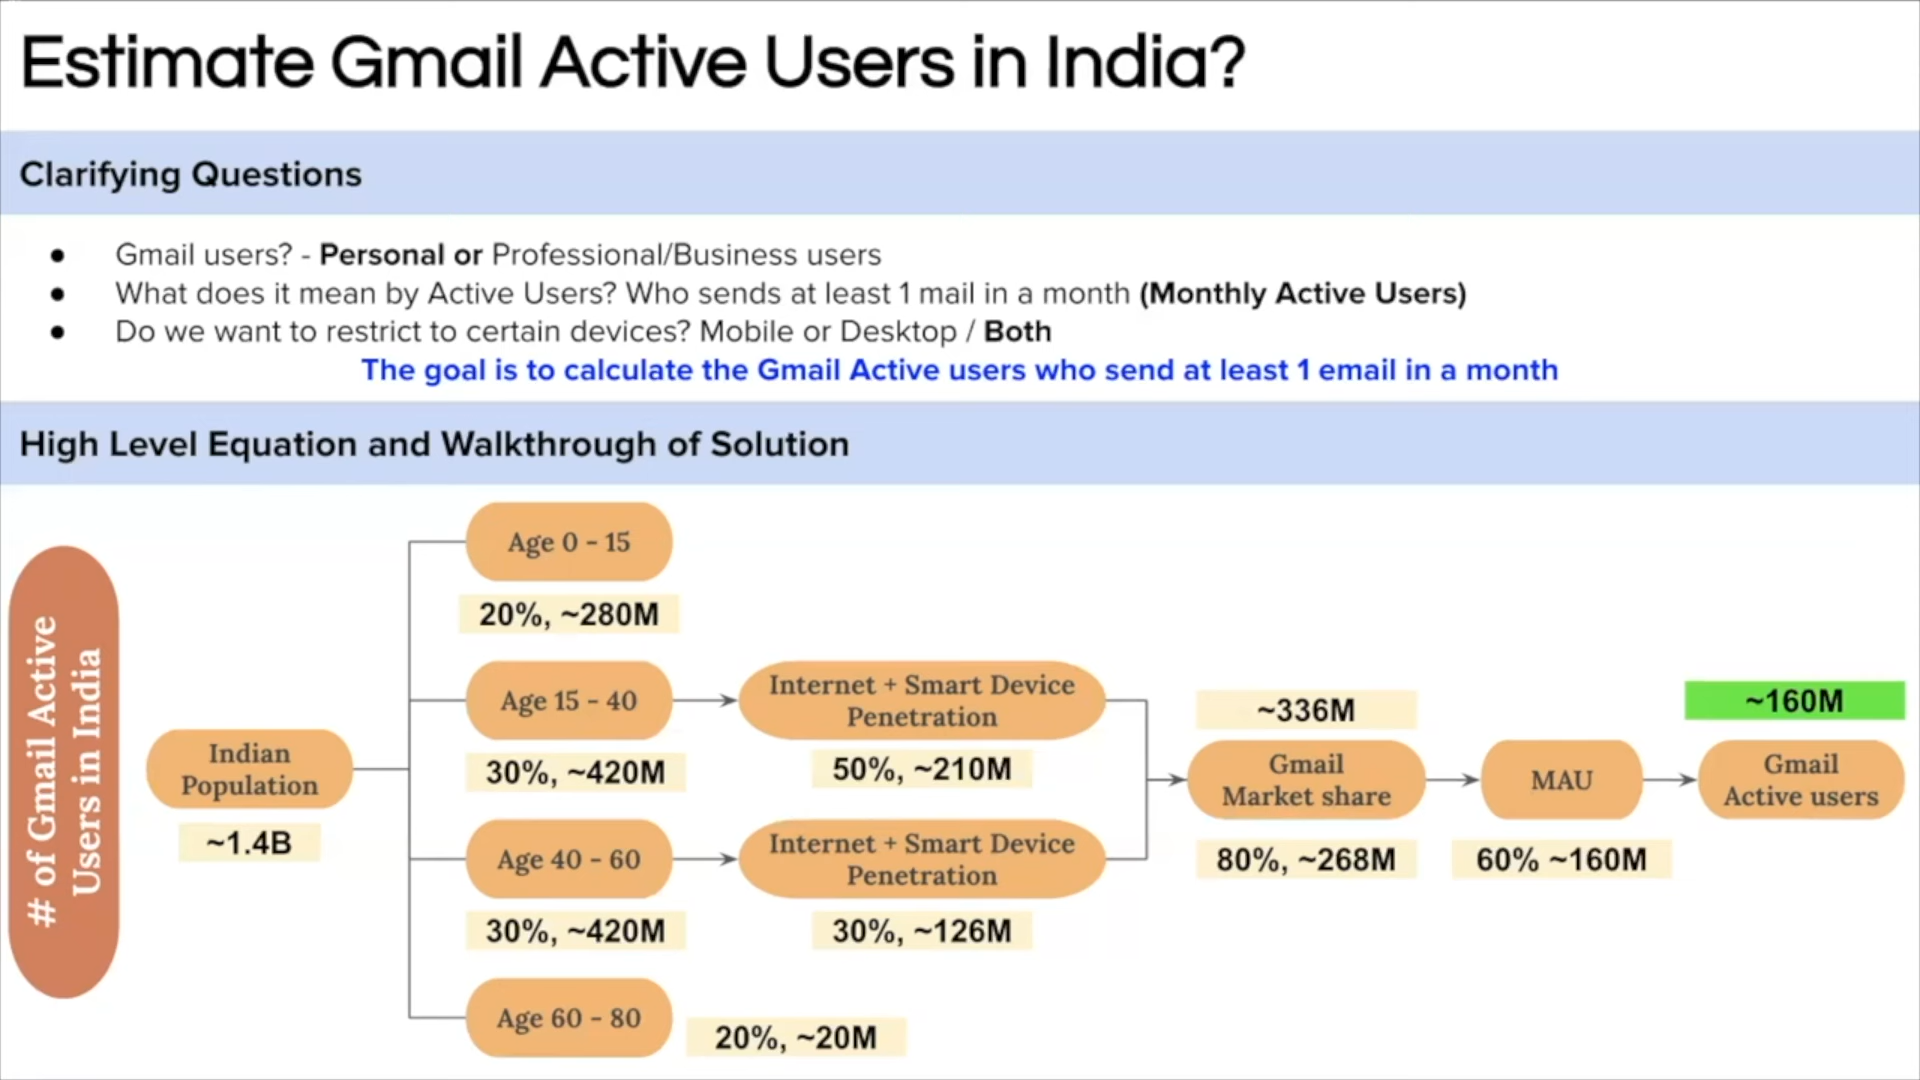 Estimate Gmail Active Users in India?
Clarifying Questions
● Gmail users? - Personal or Professional/Business users
● What does it mean by Active Users? Who sends at least 1 mail in a month (Monthly Active Users)
● Do we want to restrict to certain devices? Mobile or Desktop / Both
The goal is to calculate the Gmail Active users who send at least 1 email in a month
High Level Equation and Walkthrough of Solution
# of Gmail Active
Users in India
Indian
Population
~1.4B
Age 0 - 15
20%, ~280M
Age 15 - 40
30%, ~420M
Internet + Smart Device
Penetration
50%, ~210M
Age 40 - 60
30%, ~420M
Internet + Smart Device
Penetration
30%, ~126M
Age 60 - 80
20%, ~20M
~336M
Gmail
Market share
80%, ~268M
MAU
60% ~160M
~160M
Gmail
Active users